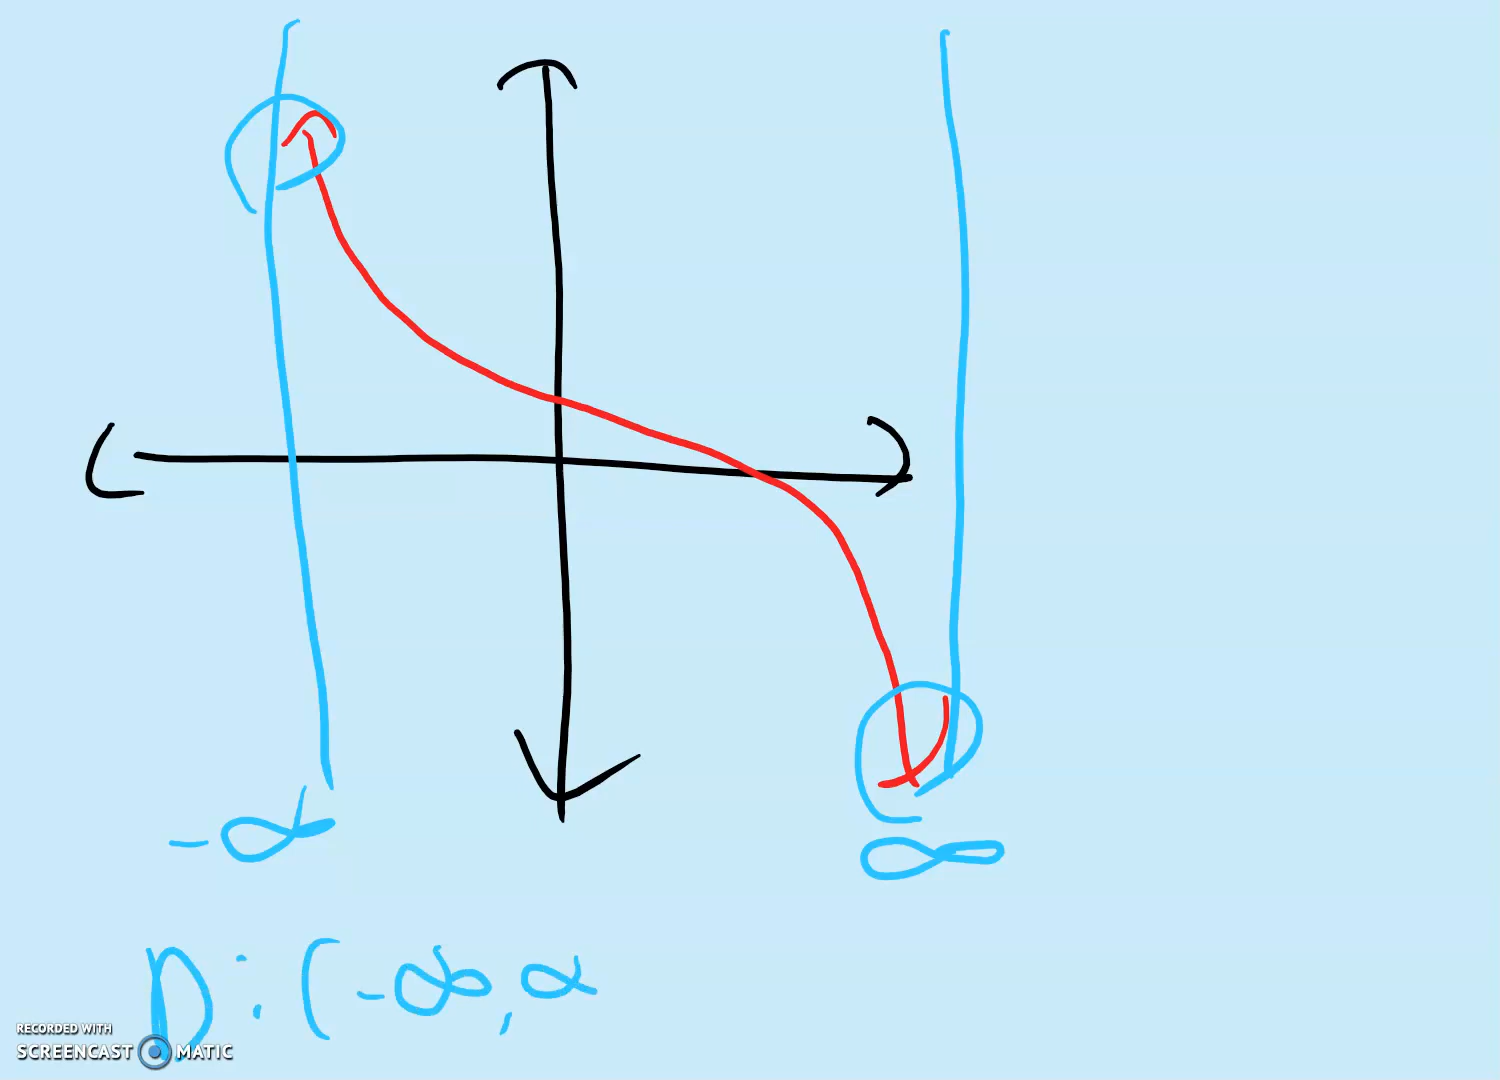 -∞ ∞
D: (-∞, ∞
RECORDED WITH
SCREENCAST MATIC